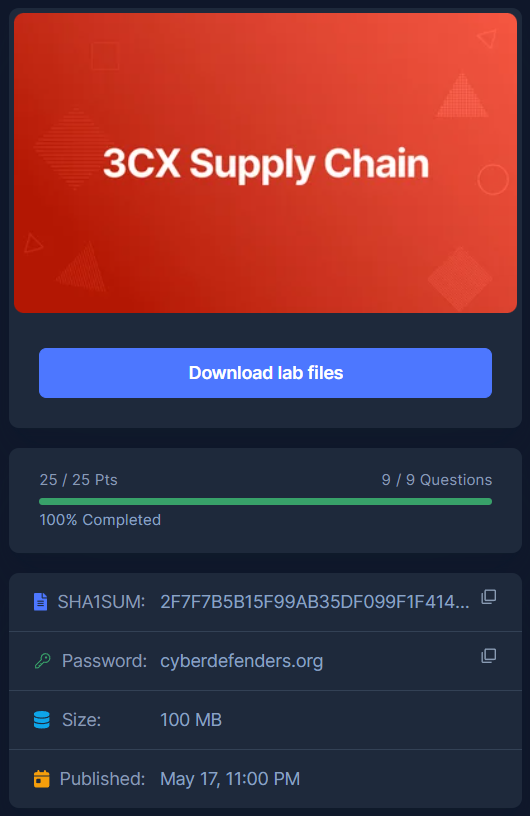 3CX Supply Chain
Download lab files
25 / 25 Pts 9 / 9 Questions
100% Completed
SHA1SUM: 2F7F7B5B15F99AB35DF099F1F414...
Password: cyberdefenders.org
Size: 100 MB
Published: May 17, 11:00 PM